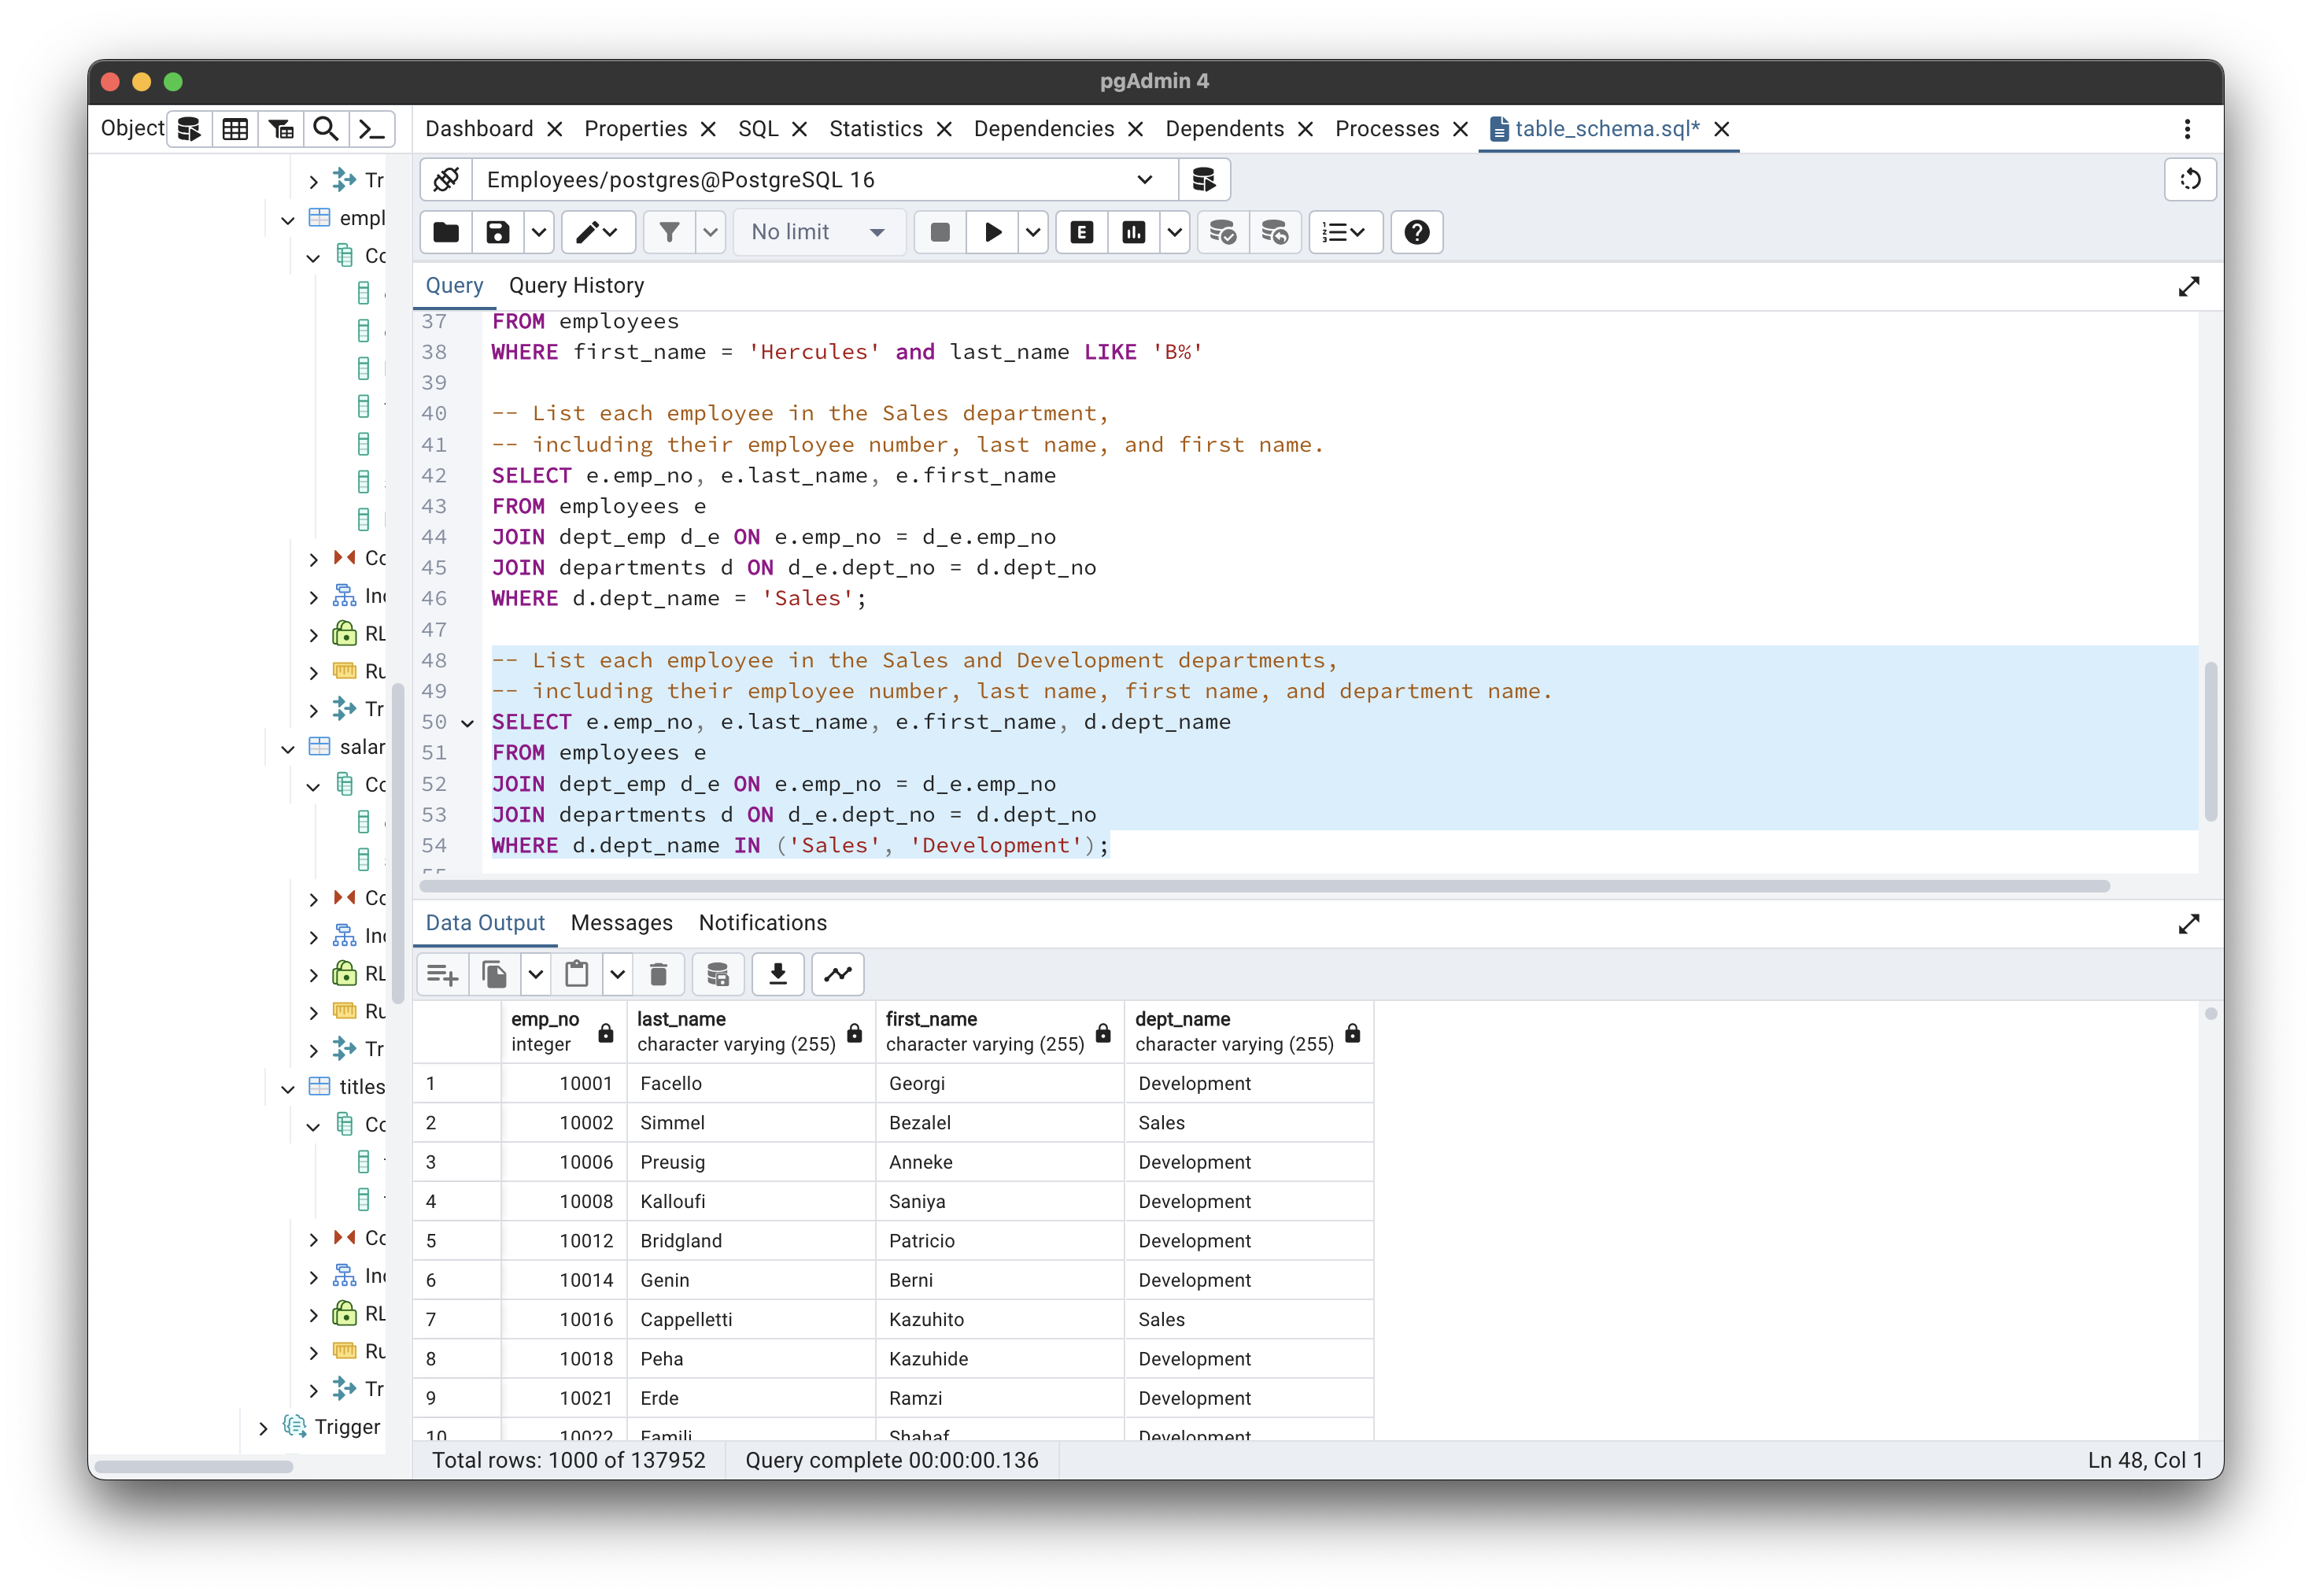 pgAdmin 4
Object Dashboard Properties SQL Statistics Dependencies Dependents Processes table_schema.sql*
Employees/postgres@PostgreSQL 16
No limit
Query Query History
37 FROM employees
38 WHERE first_name = 'Hercules' and last_name LIKE 'B%'
39
40 -- List each employee in the Sales department,
41 -- including their employee number, last name, and first name.
42 SELECT e.emp_no, e.last_name, e.first_name
43 FROM employees e
44 JOIN dept_emp d_e ON e.emp_no = d_e.emp_no
45 JOIN departments d ON d_e.dept_no = d.dept_no
46 WHERE d.dept_name = 'Sales';
47
48 -- List each employee in the Sales and Development departments,
49 -- including their employee number, last name, first name, and department name.
50 SELECT e.emp_no, e.last_name, e.first_name, d.dept_name
51 FROM employees e
52 JOIN dept_emp d_e ON e.emp_no = d_e.emp_no
53 JOIN departments d ON d_e.dept_no = d.dept_no
54 WHERE d.dept_name IN ('Sales', 'Development');
Tr
empl
Co
Co
RL
Ru
Tr
salar
Co
Co
RL
Ru
Tr
titles
Co
Co
RL
Ru
Tr
Trigger
Data Output Messages Notifications
emp_no last_name first_name dept_name
integer character varying (255) character varying (255) character varying (255)
1 10001 Facello Georgi Development
2 10002 Simmel Bezalel Sales
3 10006 Preusig Anneke Development
4 10008 Kalloufi Saniya Development
5 10012 Bridgland Patricio Development
6 10014 Genin Berni Development
7 10016 Cappelletti Kazuhito Sales
8 10018 Peha Kazuhide Development
9 10021 Erde Ramzi Development
10 10022 Famili Shahaf Development
Total rows: 1000 of 137952 Query complete 00:00:00.136 Ln 48, Col 1